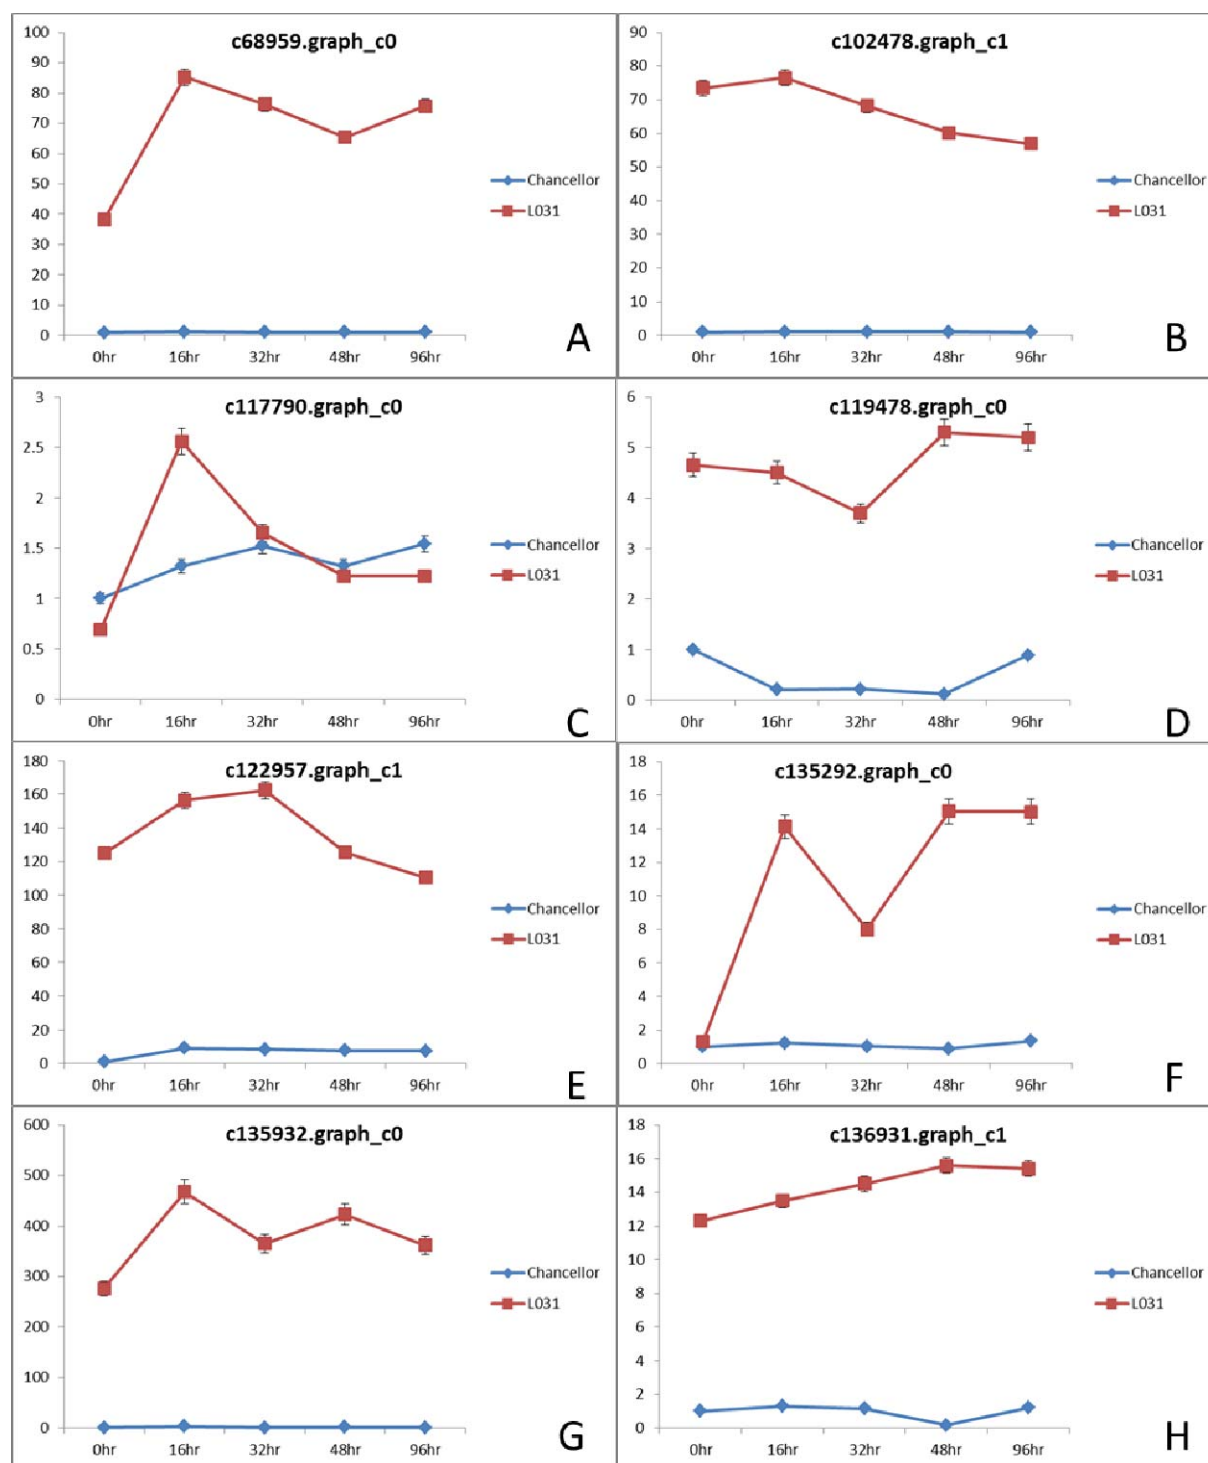 c68959.graph_c0
100
90
80
70
60
50
40
30
20
10
0
0hr 16hr 32hr 48hr 96hr
Chancellor
L031
A
c102478.graph_c1
90
80
70
60
50
40
30
20
10
0
0hr 16hr 32hr 48hr 96hr
Chancellor
L031
B
c117790.graph_c0
3
2.5
2
1.5
1
0.5
0
0hr 16hr 32hr 48hr 96hr
Chancellor
L031
C
c119478.graph_c0
6
5
4
3
2
1
0
0hr 16hr 32hr 48hr 96hr
Chancellor
L031
D
c122957.graph_c1
180
160
140
120
100
80
60
40
20
0
0hr 16hr 32hr 48hr 96hr
Chancellor
L031
E
c135292.graph_c0
18
16
14
12
10
8
6
4
2
0
0hr 16hr 32hr 48hr 96hr
Chancellor
L031
F
c135932.graph_c0
600
500
400
300
200
100
0
0hr 16hr 32hr 48hr 96hr
Chancellor
L031
G
c136931.graph_c1
18
16
14
12
10
8
6
4
2
0
0hr 16hr 32hr 48hr 96hr
Chancellor
L031
H